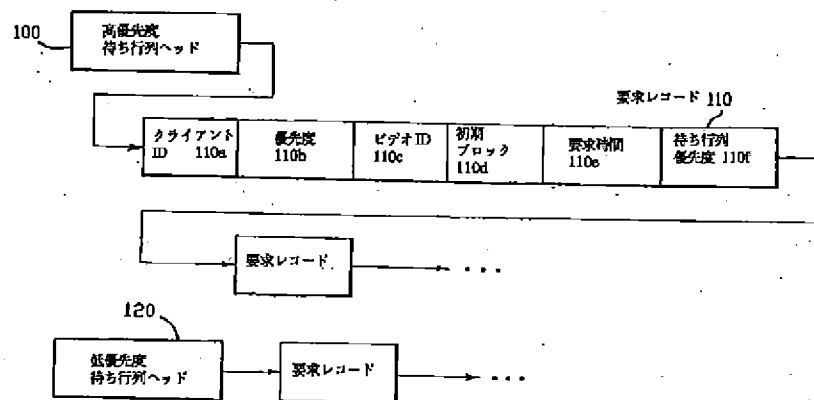 100
高優先度
待ち行列ヘッド
要求レコード 110
クライアント
ID 110a
優先度
110b
ビデオID
110c
初期
ブロック
110d
要求時間
110e
待ち行列
優先度 110f
要求レコード
120
低優先度
待ち行列ヘッド
要求レコード